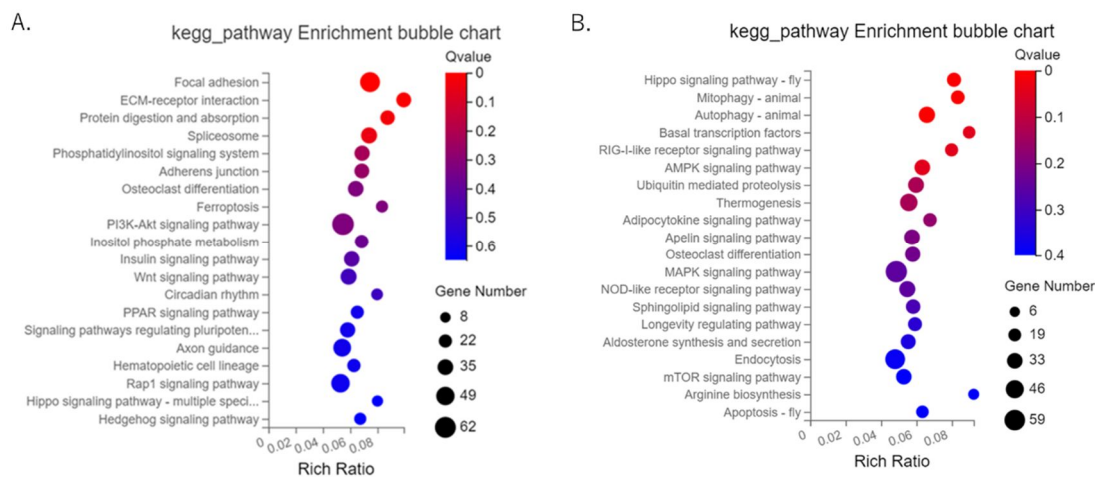 A.
kegg_pathway Enrichment bubble chart
Qvalue
Focal adhesion
ECM-receptor interaction
Protein digestion and absorption
Spliceosome
Phosphatidylinositol signaling system
Adherens junction
Osteoclast differentiation
Ferroptosis
PI3K-Akt signaling pathway
Inositol phosphate metabolism
Insulin signaling pathway
Wnt signaling pathway
Circadian rhythm
PPAR signaling pathway
Signaling pathways regulating pluripoten...
Axon guidance
Hematopoietic cell lineage
Rap1 signaling pathway
Hippo signaling pathway - multiple speci...
Hedgehog signaling pathway
0 0.02 0.04 0.06 0.08
Rich Ratio
0
0.1
0.2
0.3
0.4
0.5
0.6
Gene Number
8
22
35
49
62
B.
kegg_pathway Enrichment bubble chart
Qvalue
Hippo signaling pathway - fly
Mitophagy - animal
Autophagy - animal
Basal transcription factors
RIG-I-like receptor signaling pathway
AMPK signaling pathway
Ubiquitin mediated proteolysis
Thermogenesis
Adipocytokine signaling pathway
Apelin signaling pathway
Osteoclast differentiation
MAPK signaling pathway
NOD-like receptor signaling pathway
Sphingolipid signaling pathway
Longevity regulating pathway
Aldosterone synthesis and secretion
Endocytosis
mTOR signaling pathway
Arginine biosynthesis
Apoptosis - fly
0 0.02 0.04 0.06 0.08
Rich Ratio
0
0.1
0.2
0.3
0.4
Gene Number
6
19
33
46
59